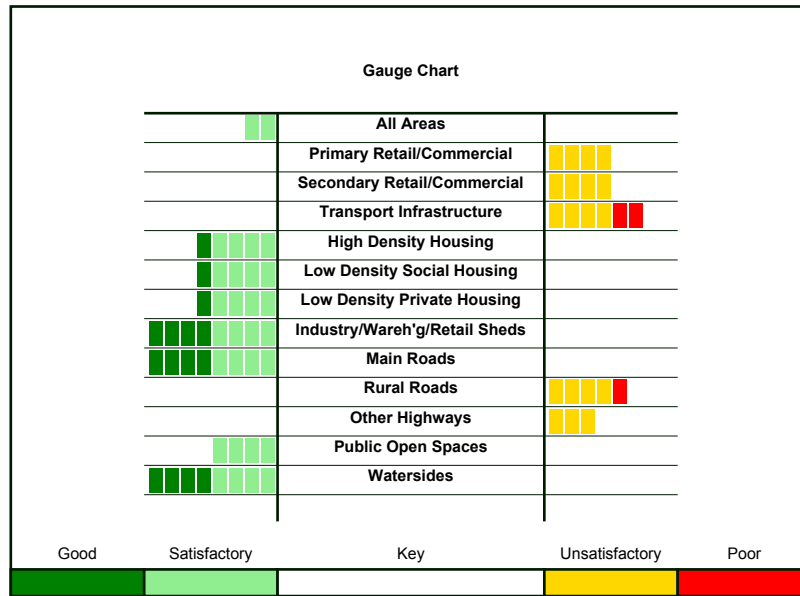 Gauge Chart
All Areas
Primary Retail/Commercial
Secondary Retail/Commercial
Transport Infrastructure
High Density Housing
Low Density Social Housing
Low Density Private Housing
Industry/Wareh'g/Retail Sheds
Main Roads
Rural Roads
Other Highways
Public Open Spaces
Watersides
Good Satisfactory Key Unsatisfactory Poor